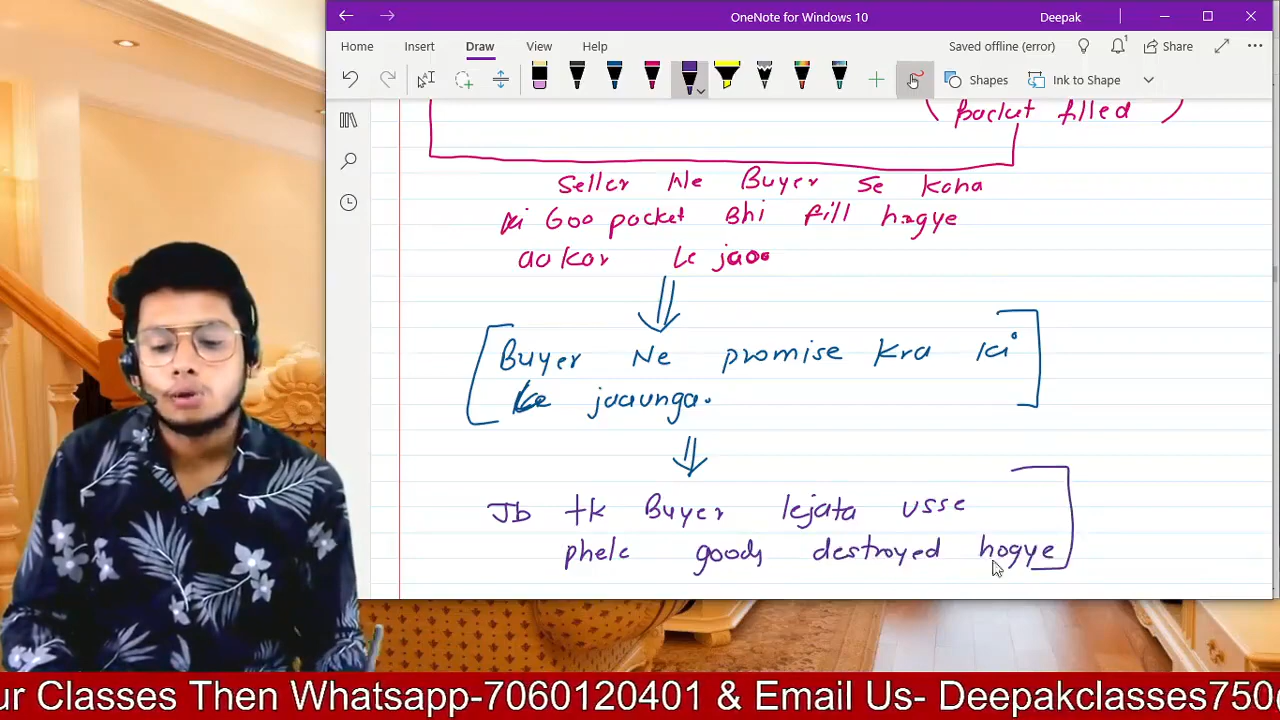 OneNote for Windows 10
Deepak
Home Insert Draw View Help
Saved offline (error)
Share
Shapes
Ink to Shape
( packet filled )
Seller Ne Buyer se kaha
ki 600 packet Bhi fill hogye
aakar le jaoo
Buyer Ne promise Kra ki
le jaaunga.
Jb tk Buyer lejata usse
phele goods destroyed hogye
ur Classes Then Whatsapp-7060120401 & Email Us- Deepakclasses750